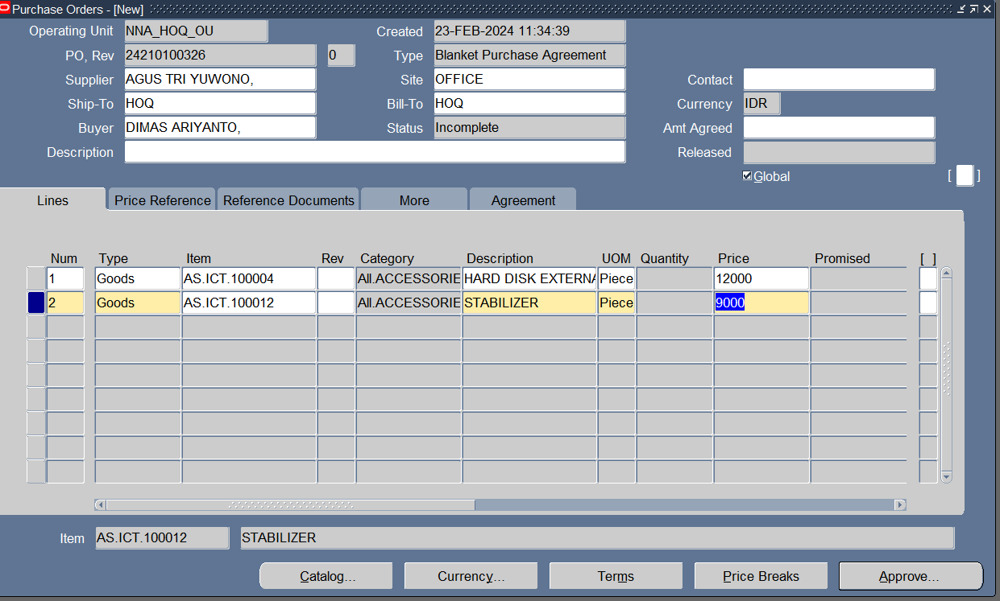 Purchase Orders - [New]
Operating Unit NNA_HOQ_OU Created 23-FEB-2024 11:34:39
PO, Rev 24210100326 0 Type Blanket Purchase Agreement
Supplier AGUS TRI YUWONO, Site OFFICE Contact
Ship-To HOQ Bill-To HOQ Currency IDR
Buyer DIMAS ARIYANTO, Status Incomplete Amt Agreed
Description Released
Global [ ]
Lines Price Reference Reference Documents More Agreement
Num Type Item Rev Category Description UOM Quantity Price Promised [ ]
1 Goods AS.ICT.100004 All.ACCESSORIE HARD DISK EXTERNA Piece 12000
2 Goods AS.ICT.100012 All.ACCESSORIE STABILIZER Piece 9000
Item AS.ICT.100012 STABILIZER
Catalog... Currency... Terms Price Breaks Approve...